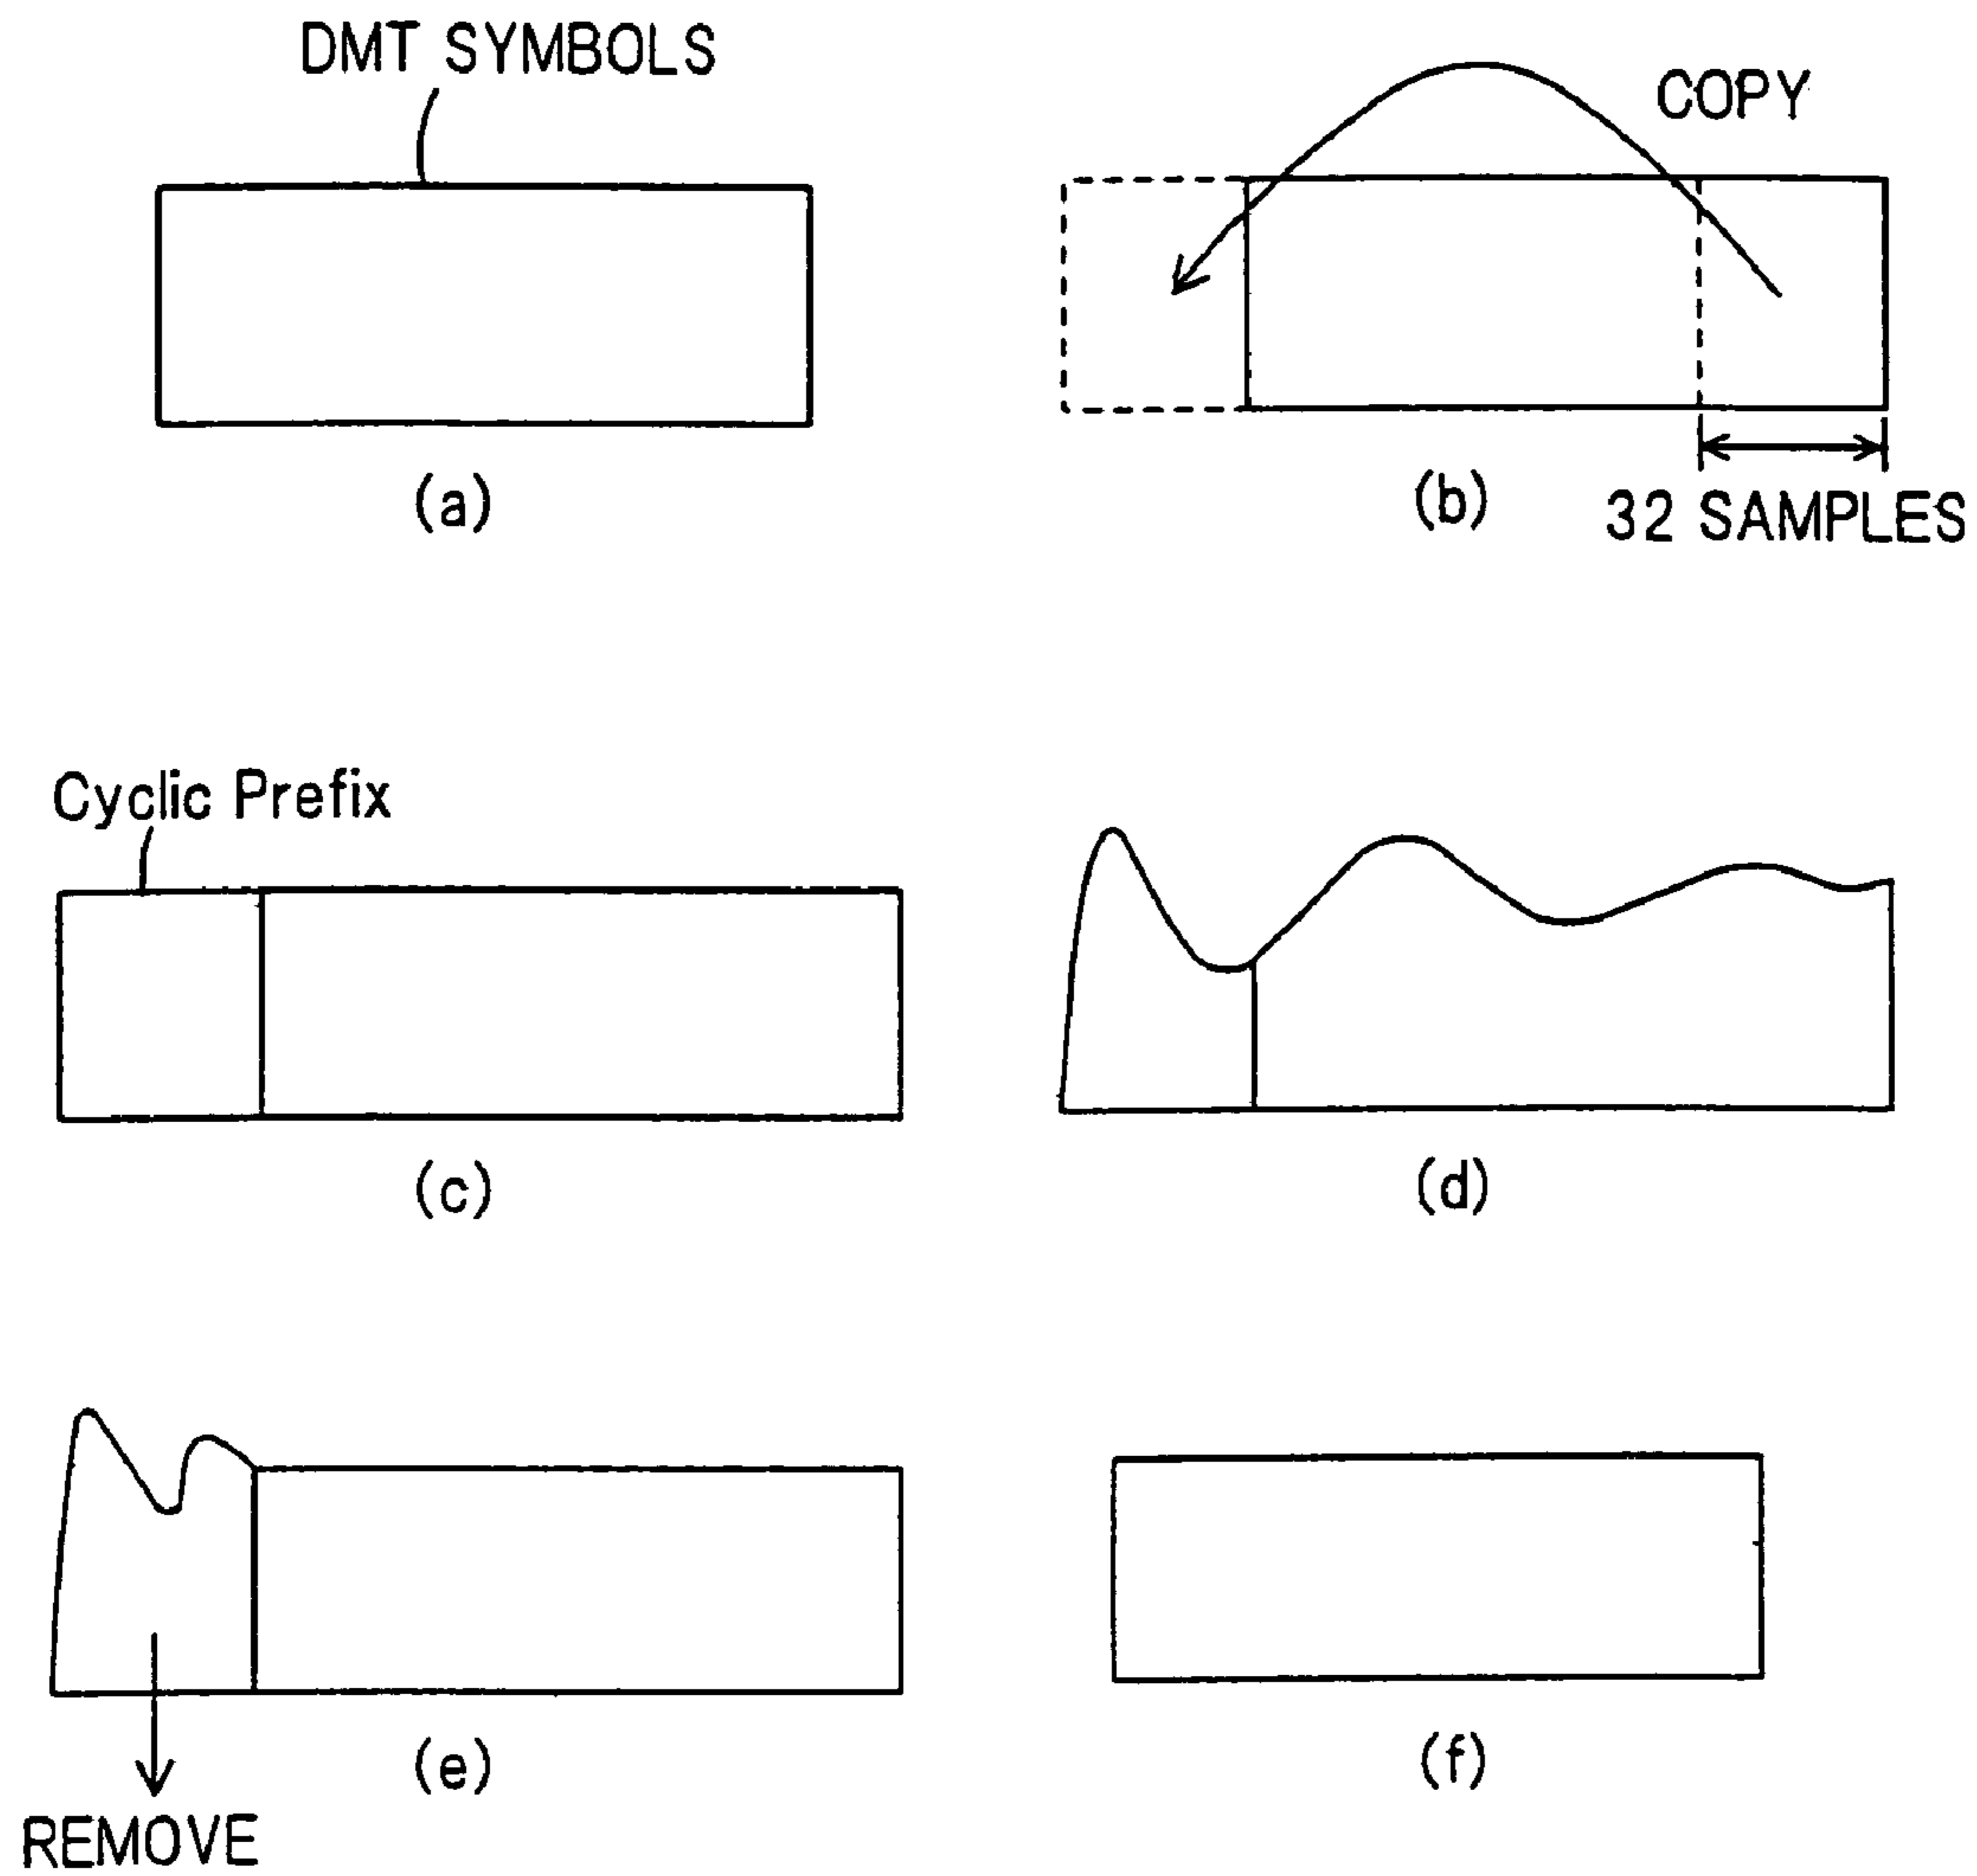 DMT SYMBOLS
COPY
(a)
(b)
32 SAMPLES
Cyclic Prefix
(c)
(d)
(e)
(f)
REMOVE